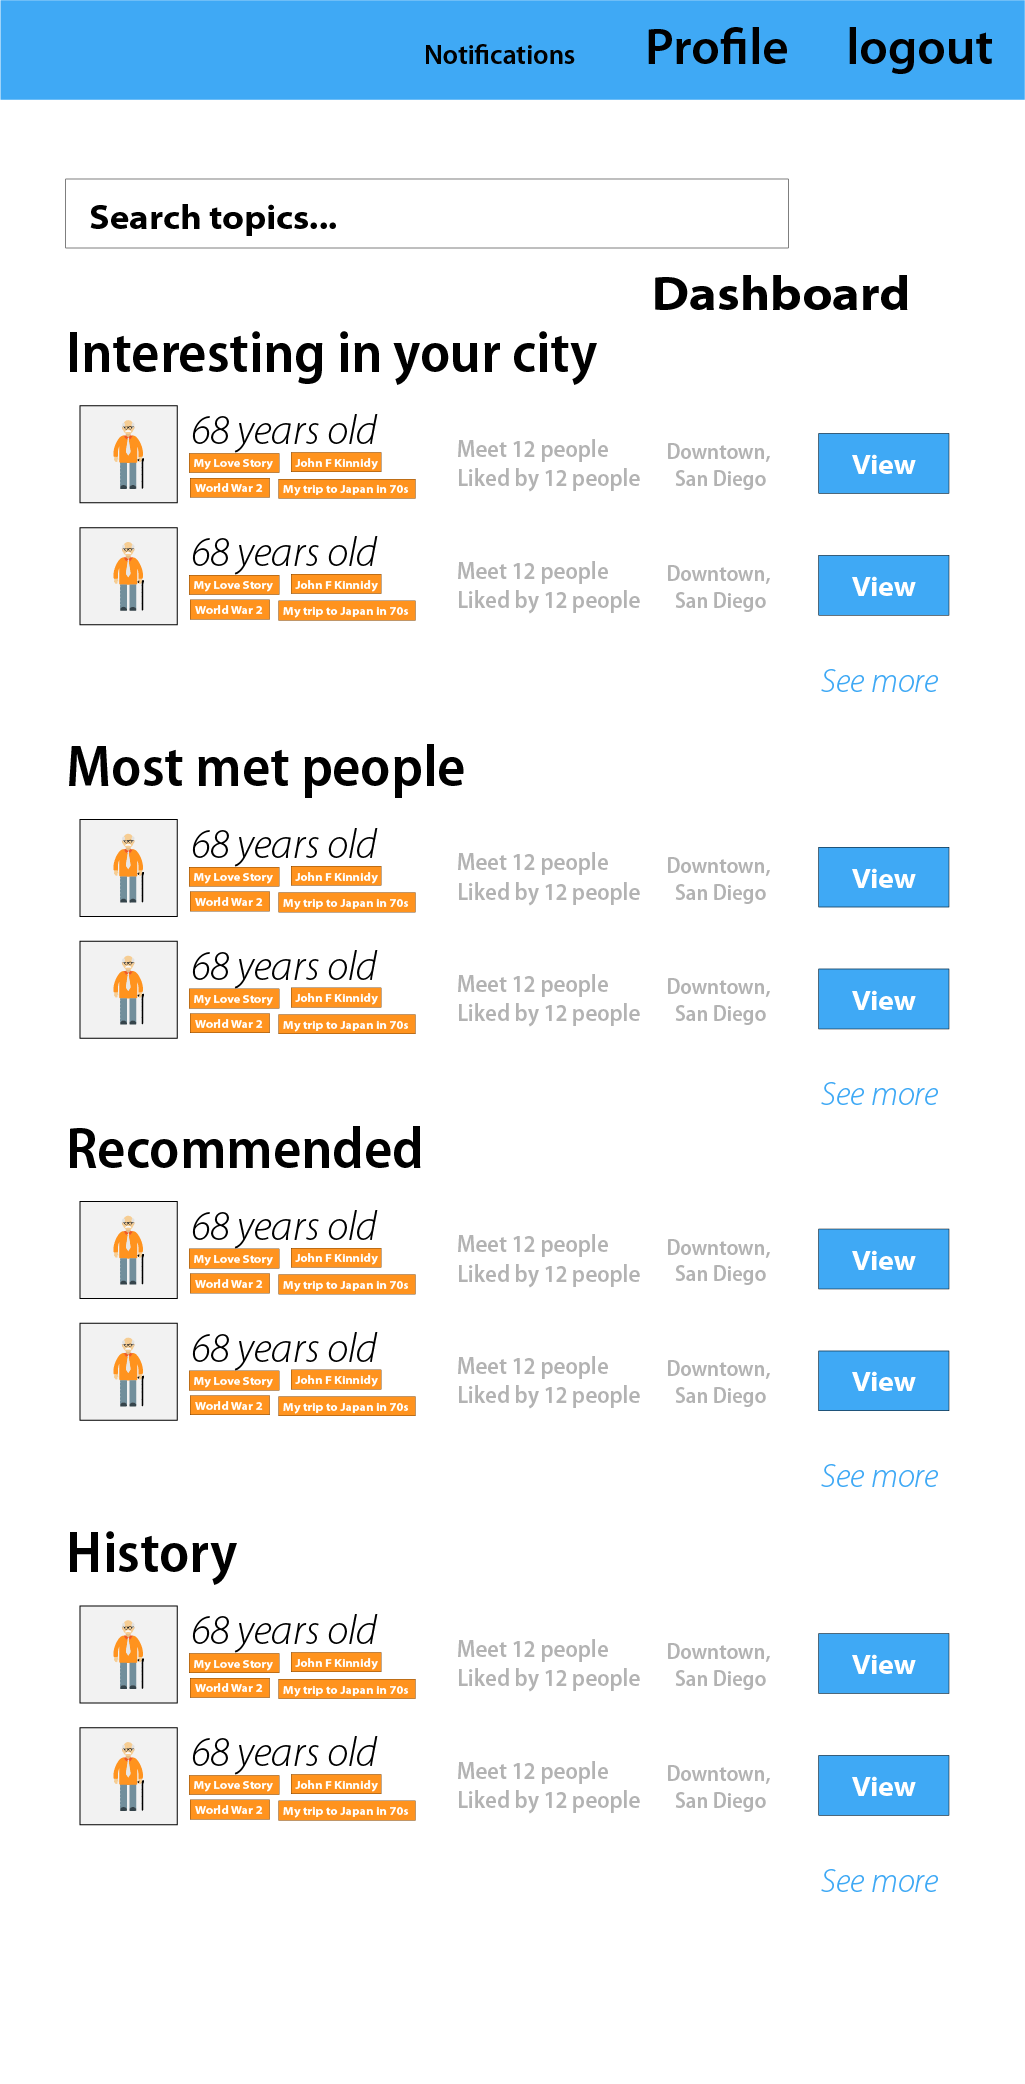 Notifications Profile logout
Search topics...
Dashboard
Interesting in your city
68 years old
My Love Story John F Kinnidy
World War 2 My trip to Japan in 70s
Meet 12 people
Liked by 12 people
Downtown,
San Diego
View
68 years old
My Love Story John F Kinnidy
World War 2 My trip to Japan in 70s
Meet 12 people
Liked by 12 people
Downtown,
San Diego
View
See more
Most met people
68 years old
My Love Story John F Kinnidy
World War 2 My trip to Japan in 70s
Meet 12 people
Liked by 12 people
Downtown,
San Diego
View
68 years old
My Love Story John F Kinnidy
World War 2 My trip to Japan in 70s
Meet 12 people
Liked by 12 people
Downtown,
San Diego
View
See more
Recommended
68 years old
My Love Story John F Kinnidy
World War 2 My trip to Japan in 70s
Meet 12 people
Liked by 12 people
Downtown,
San Diego
View
68 years old
My Love Story John F Kinnidy
World War 2 My trip to Japan in 70s
Meet 12 people
Liked by 12 people
Downtown,
San Diego
View
See more
History
68 years old
My Love Story John F Kinnidy
World War 2 My trip to Japan in 70s
Meet 12 people
Liked by 12 people
Downtown,
San Diego
View
68 years old
My Love Story John F Kinnidy
World War 2 My trip to Japan in 70s
Meet 12 people
Liked by 12 people
Downtown,
San Diego
View
See more